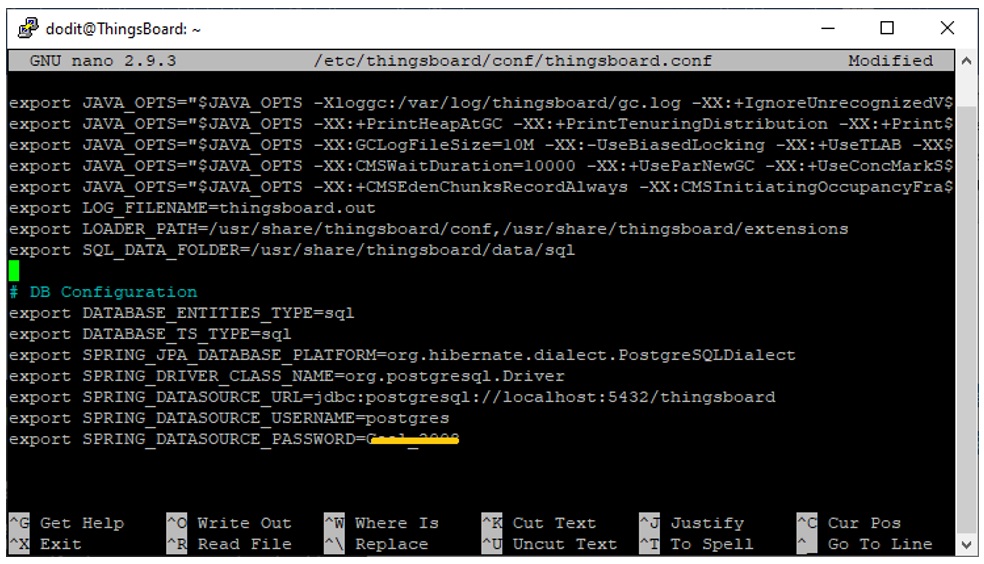 dodit@ThingsBoard: ~
GNU nano 2.9.3 /etc/thingsboard/conf/thingsboard.conf Modified
export JAVA_OPTS="$JAVA_OPTS -Xloggc:/var/log/thingsboard/gc.log -XX:+IgnoreUnrecognizedV$
export JAVA_OPTS="$JAVA_OPTS -XX:+PrintHeapAtGC -XX:+PrintTenuringDistribution -XX:+Print$
export JAVA_OPTS="$JAVA_OPTS -XX:GCLogFileSize=10M -XX:-UseBiasedLocking -XX:+UseTLAB -XX$
export JAVA_OPTS="$JAVA_OPTS -XX:CMSWaitDuration=10000 -XX:+UseParNewGC -XX:+UseConcMarkS$
export JAVA_OPTS="$JAVA_OPTS -XX:+CMSEdenChunksRecordAlways -XX:CMSInitiatingOccupancyFra$
export LOG_FILENAME=thingsboard.out
export LOADER_PATH=/usr/share/thingsboard/conf,/usr/share/thingsboard/extensions
export SQL_DATA_FOLDER=/usr/share/thingsboard/data/sql
# DB Configuration
export DATABASE_ENTITIES_TYPE=sql
export DATABASE_TS_TYPE=sql
export SPRING_JPA_DATABASE_PLATFORM=org.hibernate.dialect.PostgreSQLDialect
export SPRING_DRIVER_CLASS_NAME=org.postgresql.Driver
export SPRING_DATASOURCE_URL=jdbc:postgresql://localhost:5432/thingsboard
export SPRING_DATASOURCE_USERNAME=postgres
export SPRING_DATASOURCE_PASSWORD=
^G Get Help ^O Write Out ^W Where Is ^K Cut Text ^J Justify ^C Cur Pos
^X Exit ^R Read File ^\ Replace ^U Uncut Text ^T To Spell ^_ Go To Line